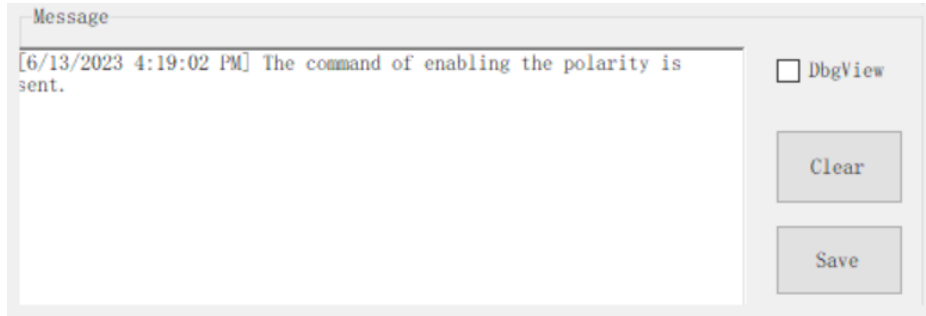 Message
[6/13/2023 4:19:02 PM] The command of enabling the polarity is
sent.
DbgView
Clear
Save